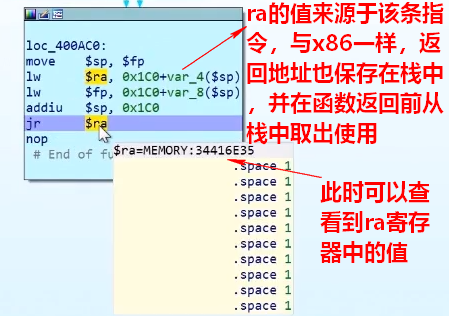 loc_400AC0:
move $sp, $fp
lw $ra, 0x1C0+var_4($sp)
lw $fp, 0x1C0+var_8($sp)
addiu $sp, 0x1C0
jr $ra
nop
# End of fu
ra的值来源于该条指
令，与x86一样，返
回地址也保存在栈中
，并在函数返回前从
栈中取出使用
$ra=MEMORY:34416E35
.space 1
.space 1
.space 1
.space 1
.space 1
.space 1
.space 1
.space 1
.space 1
此时可以查
看到ra寄存
器中的值